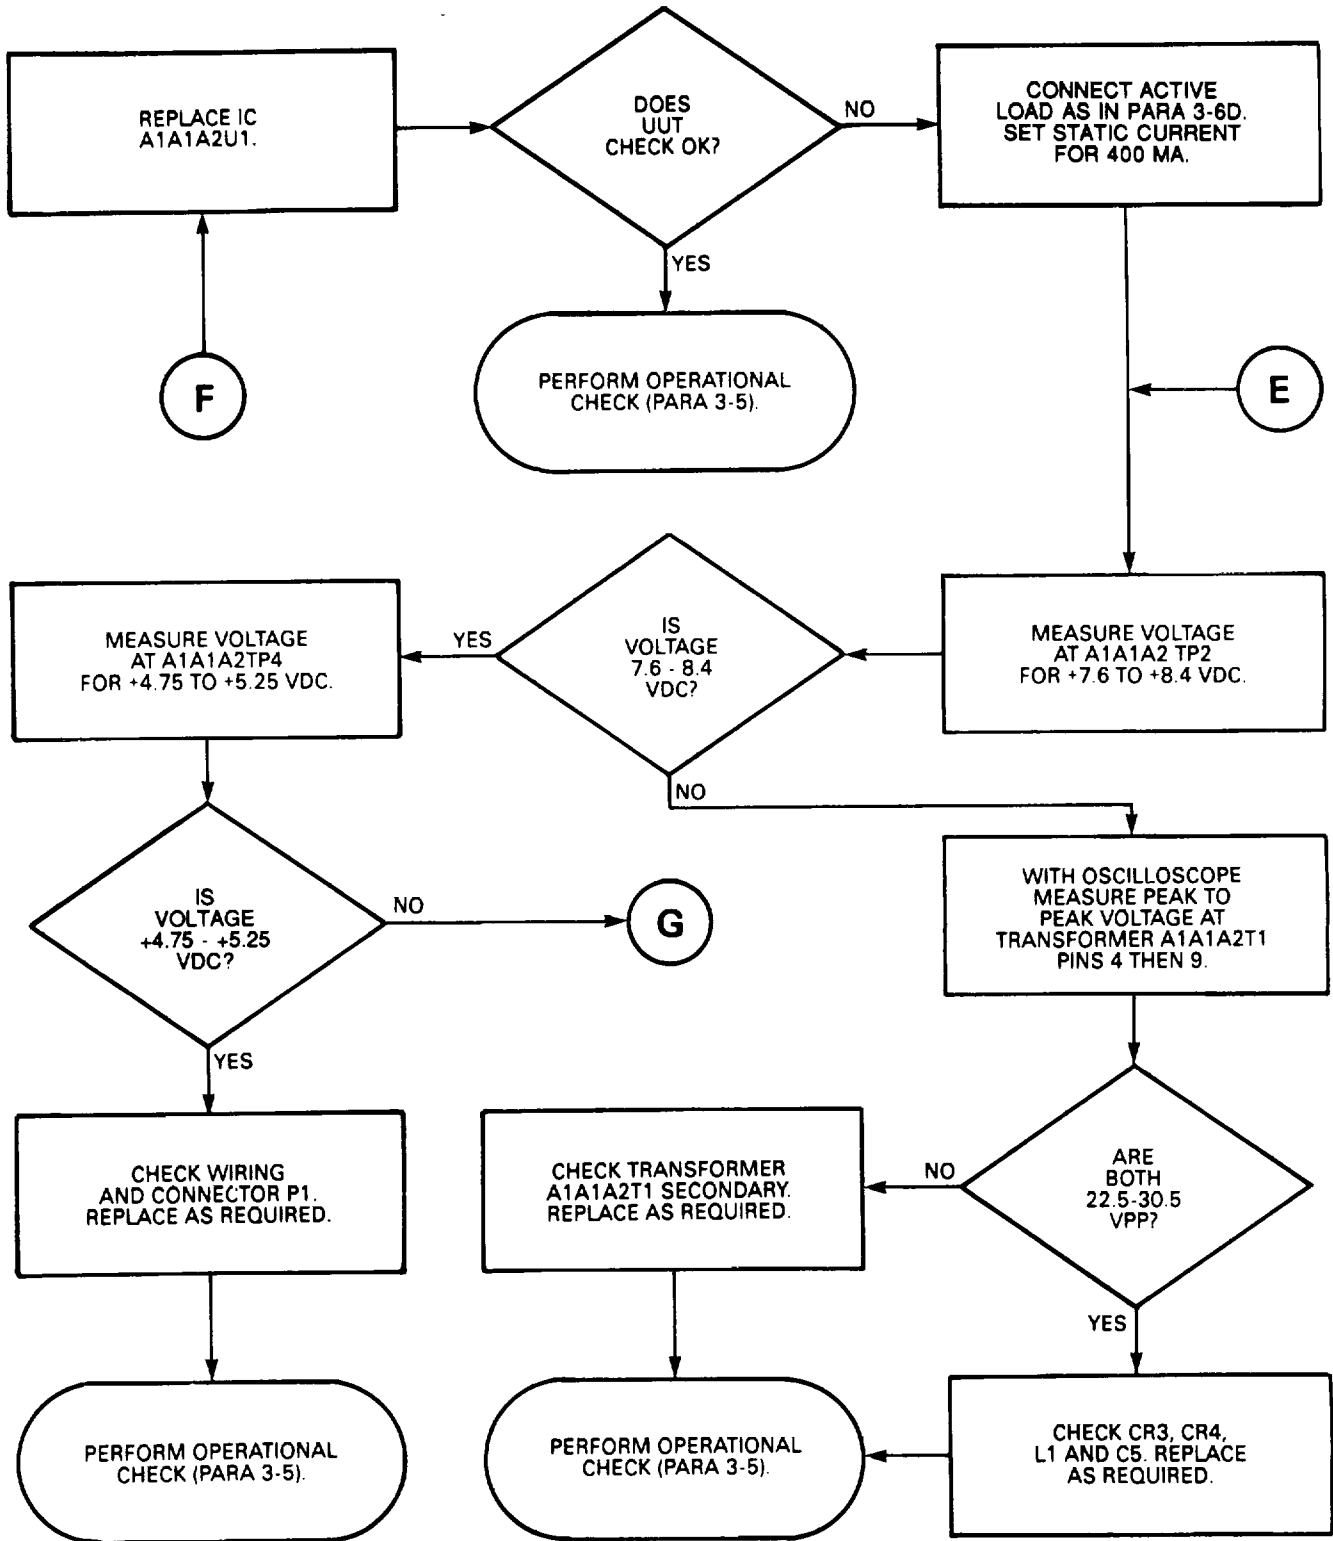 REPLACE IC
A1A1A2U1.
DOES
UUT
CHECK OK?
NO
CONNECT ACTIVE
LOAD AS IN PARA 3-6D.
SET STATIC CURRENT
FOR 400 MA.
YES
PERFORM OPERATIONAL
CHECK (PARA 3-5).
F
E
MEASURE VOLTAGE
AT A1A1A2TP4
FOR +4.75 TO +5.25 VDC.
YES
IS
VOLTAGE
7.6 - 8.4
VDC?
MEASURE VOLTAGE
AT A1A1A2 TP2
FOR +7.6 TO +8.4 VDC.
NO
IS
VOLTAGE
+4.75 - +5.25
VDC?
NO
G
WITH OSCILLOSCOPE
MEASURE PEAK TO
PEAK VOLTAGE AT
TRANSFORMER A1A1A2T1
PINS 4 THEN 9.
YES
CHECK WIRING
AND CONNECTOR P1.
REPLACE AS REQUIRED.
CHECK TRANSFORMER
A1A1A2T1 SECONDARY.
REPLACE AS REQUIRED.
NO
ARE
BOTH
22.5-30.5
VPP?
YES
PERFORM OPERATIONAL
CHECK (PARA 3-5).
PERFORM OPERATIONAL
CHECK (PARA 3-5).
CHECK CR3, CR4,
L1 AND C5. REPLACE
AS REQUIRED.